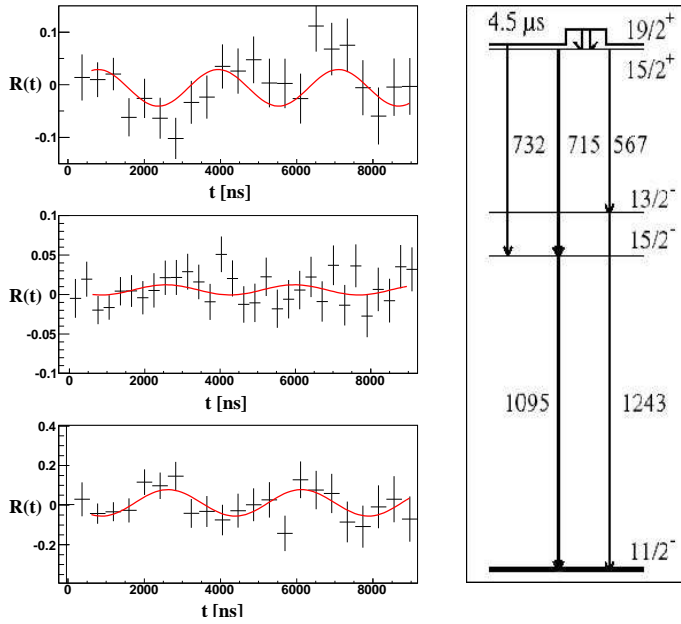 0.1
R(t)
0
-0.1
0 2000 4000 6000 8000
t [ns]
0.1
0.05
R(t)
0
-0.05
-0.1
0 2000 4000 6000 8000
t [ns]
0.4
0.2
R(t)
0
-0.2
0 2000 4000 6000 8000
t [ns]
4.5 μs 19/2+
15/2+
732 715 567
13/2-
15/2-
1095 1243
11/2-